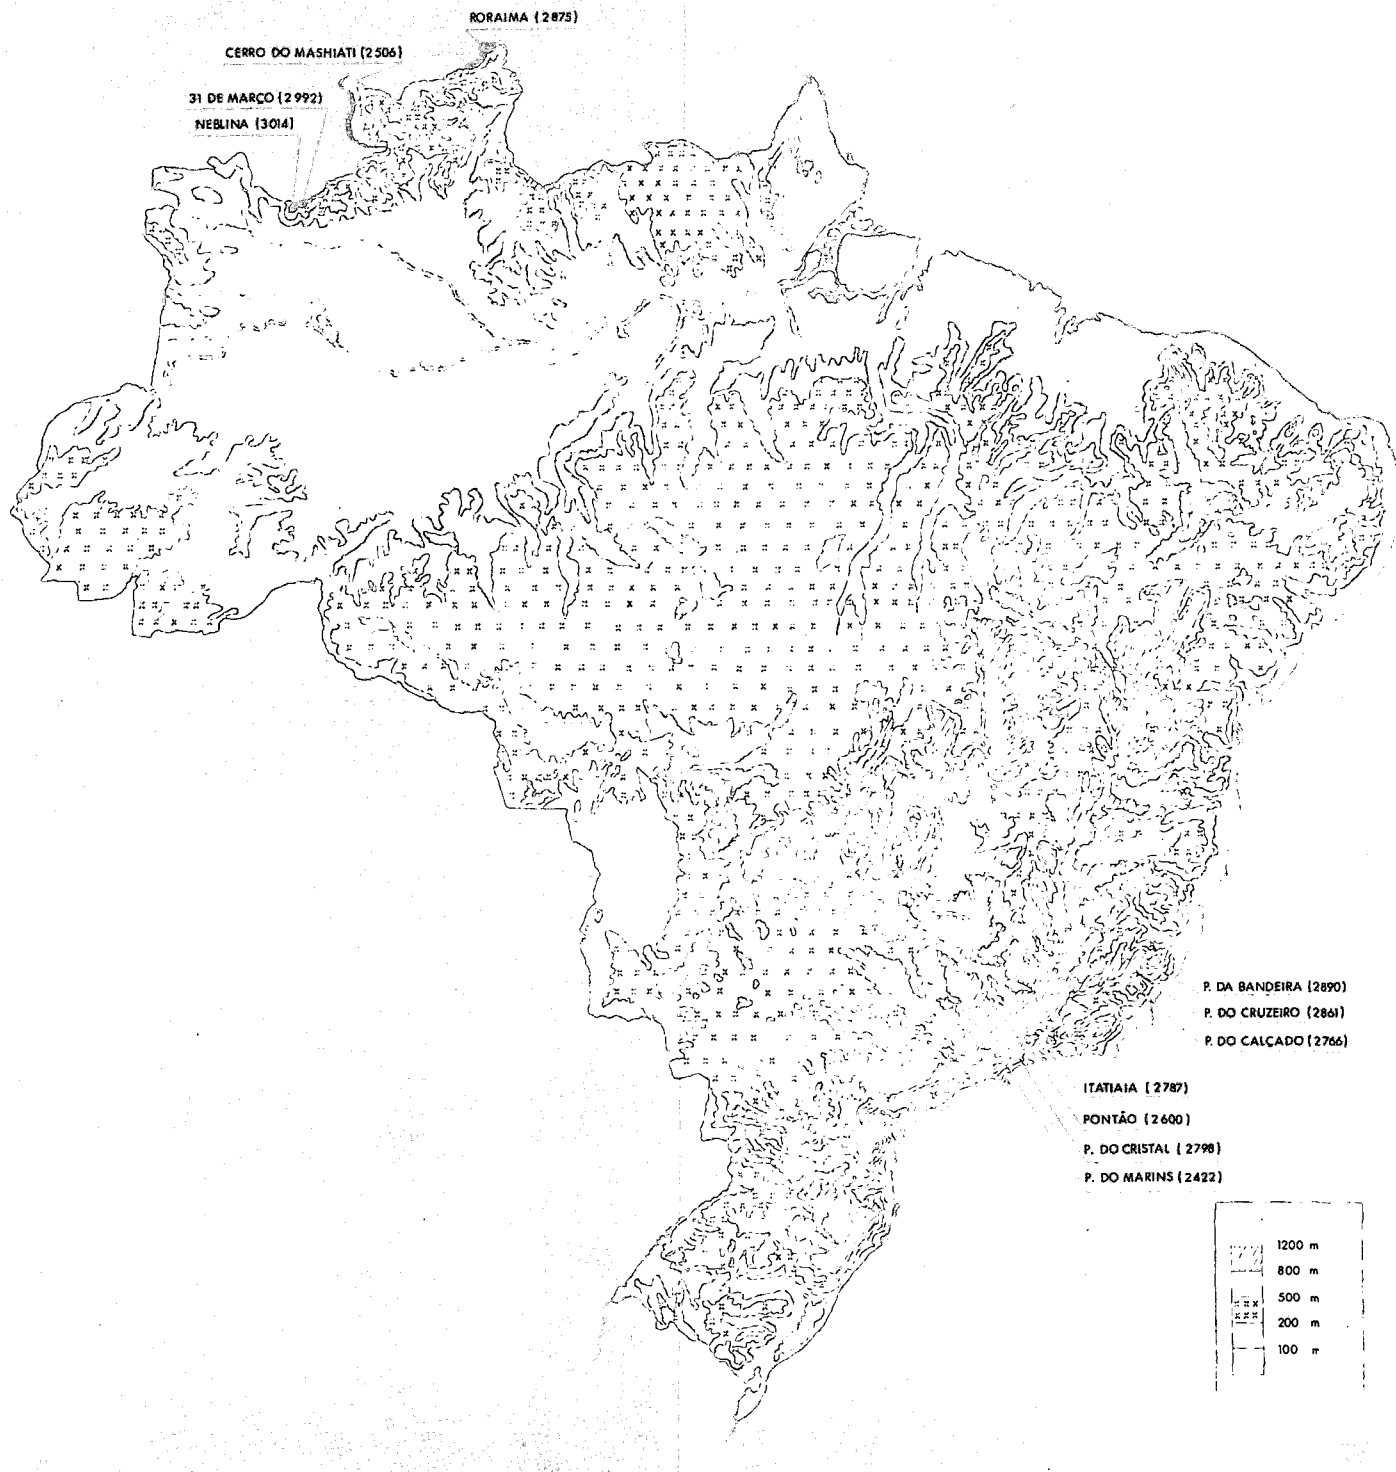 RORAIMA (2875)
CERRO DO MASHIATI (2506)
31 DE MARÇO (2992)
NEBLINA (3014)
P. DA BANDEIRA (2890)
P. DO CRUZEIRO (2861)
P. DO CALÇADO (2766)
ITATIAIA (2787)
PONTÃO (2600)
P. DO CRISTAL (2798)
P. DO MARINS (2422)
1200 m
800 m
500 m
200 m
100 m